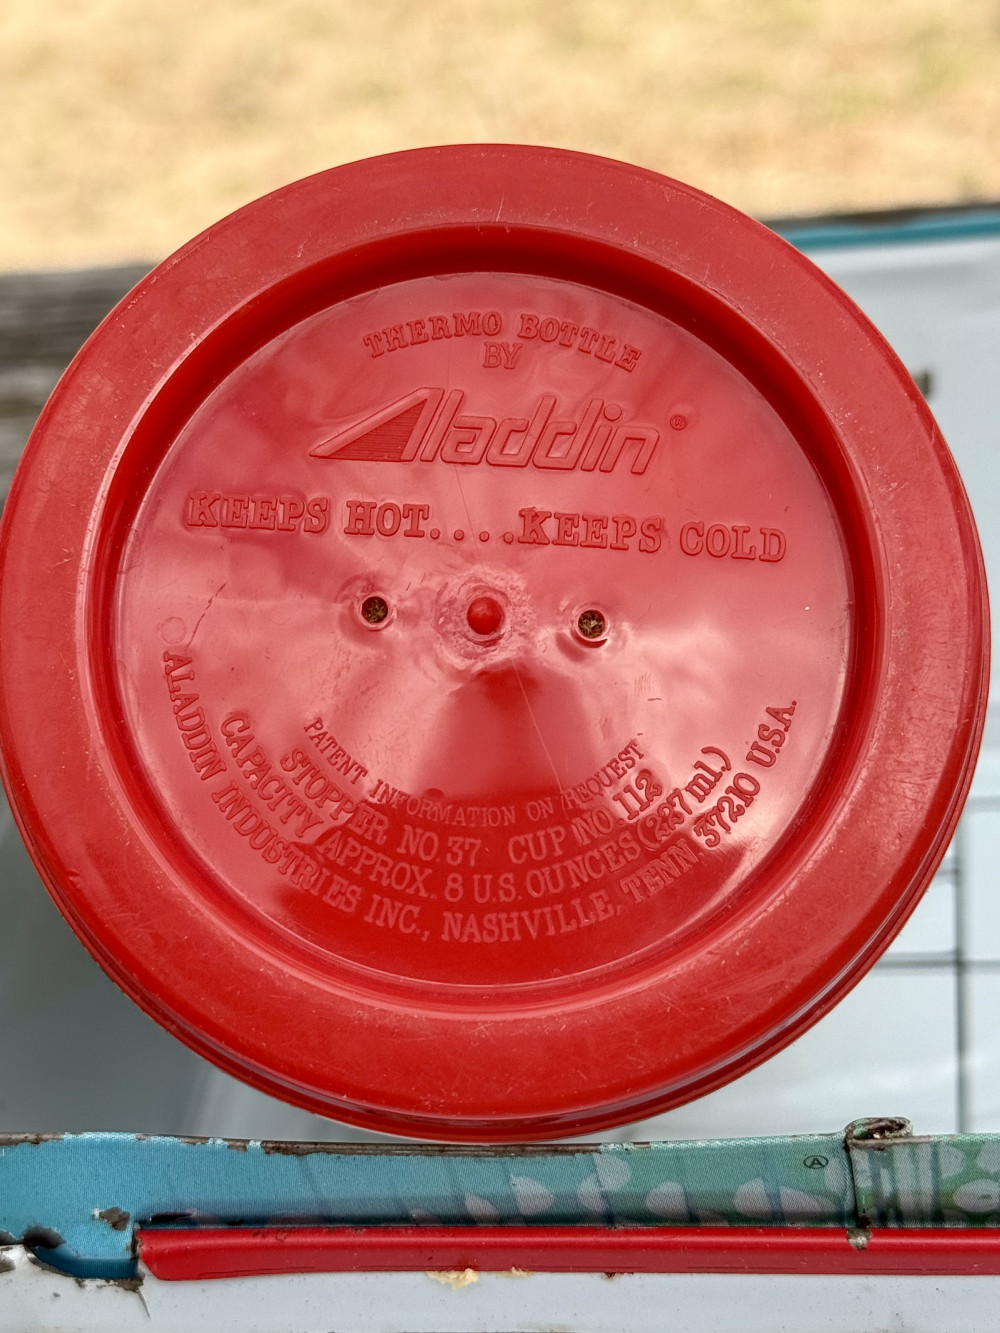 THERMO BOTTLE
BY
Aladdin®
KEEPS HOT....KEEPS COLD
PATENT INFORMATION ON REQUEST
STOPPER NO. 37 CUP NO. 112
CAPACITY APPROX. 8 U.S. OUNCES (227 ml.)
ALADDIN INDUSTRIES INC., NASHVILLE, TENN. 37210 U.S.A.
A